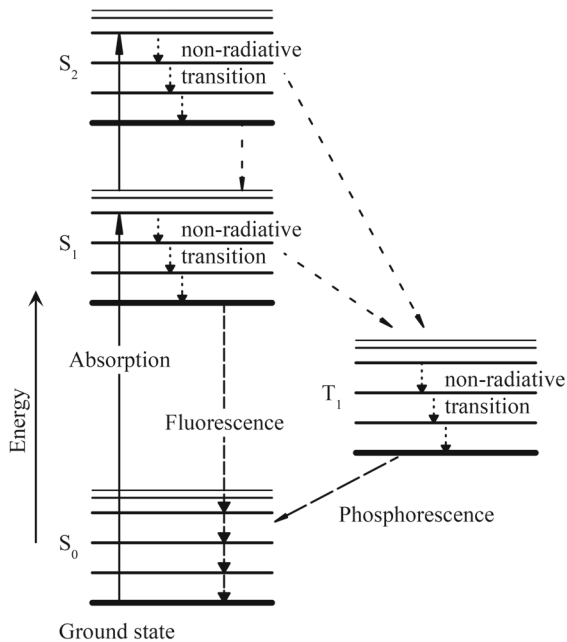 non-radiative
transition
S2
non-radiative
transition
S1
Absorption
Energy
Fluorescence
non-radiative
transition
T1
Phosphorescence
S0
Ground state